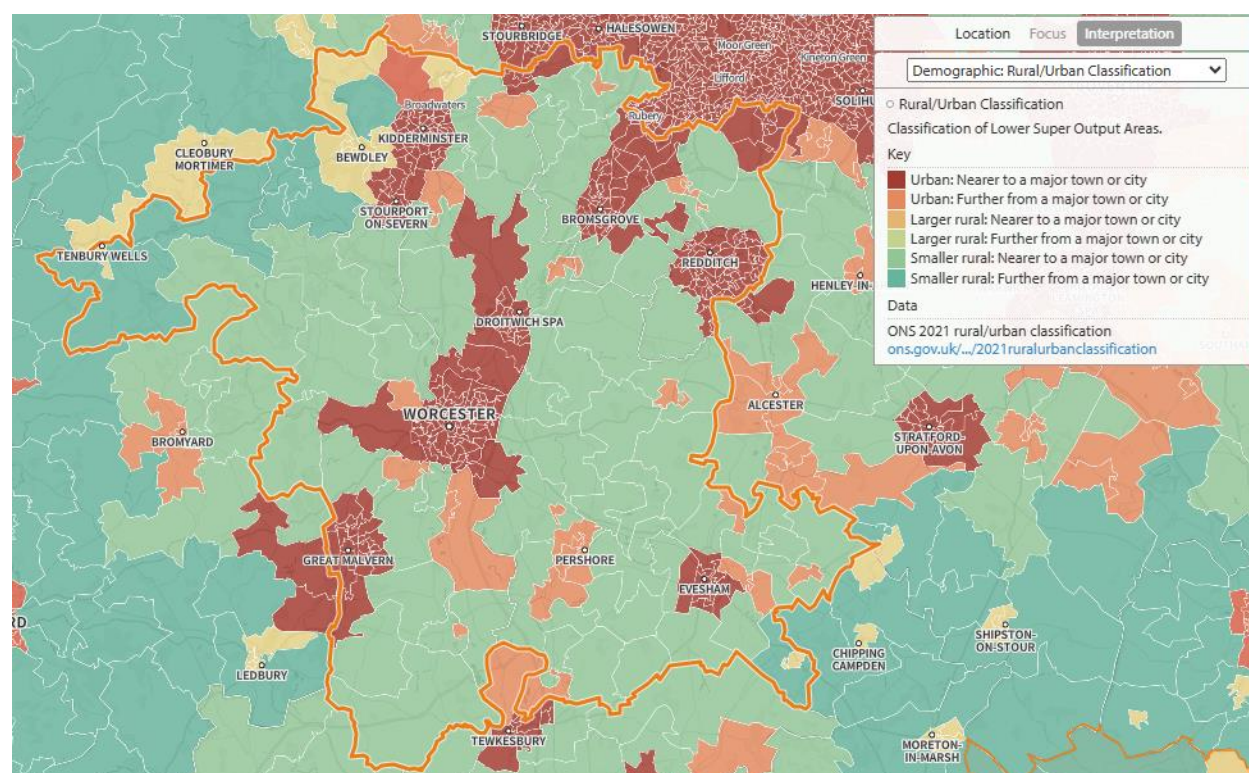 STOURBRIDGE
HALESOWEN
Moor Green
Kineton Green
Lifford
SOLIHU
Rubery
Broadwaters
KIDDERMINSTER
CLEOBURY
MORTIMER
BEWDLEY
STOURPORT-
ON-SEVERN
BROMSGROVE
TENBURY WELLS
REDDITCH
HENLEY-IN-
DROITWICH SPA
WORCESTER
ALCESTER
BROMYARD
STRATFORD-
UPON-AVON
GREAT MALVERN
PERSHORE
EVESHAM
RD
LEDBURY
CHIPPING
CAMPDEN
SHIPSTON-
ON-STOUR
TEWKESBURY
MORETON-
IN-MARSH
Location Focus Interpretation
Demographic: Rural/Urban Classification
Rural/Urban Classification
Classification of Lower Super Output Areas.
Key
Urban: Nearer to a major town or city
Urban: Further from a major town or city
Larger rural: Nearer to a major town or city
Larger rural: Further from a major town or city
Smaller rural: Nearer to a major town or city
Smaller rural: Further from a major town or city
Data
ONS 2021 rural/urban classification
ons.gov.uk/.../2021ruralurbanclassification